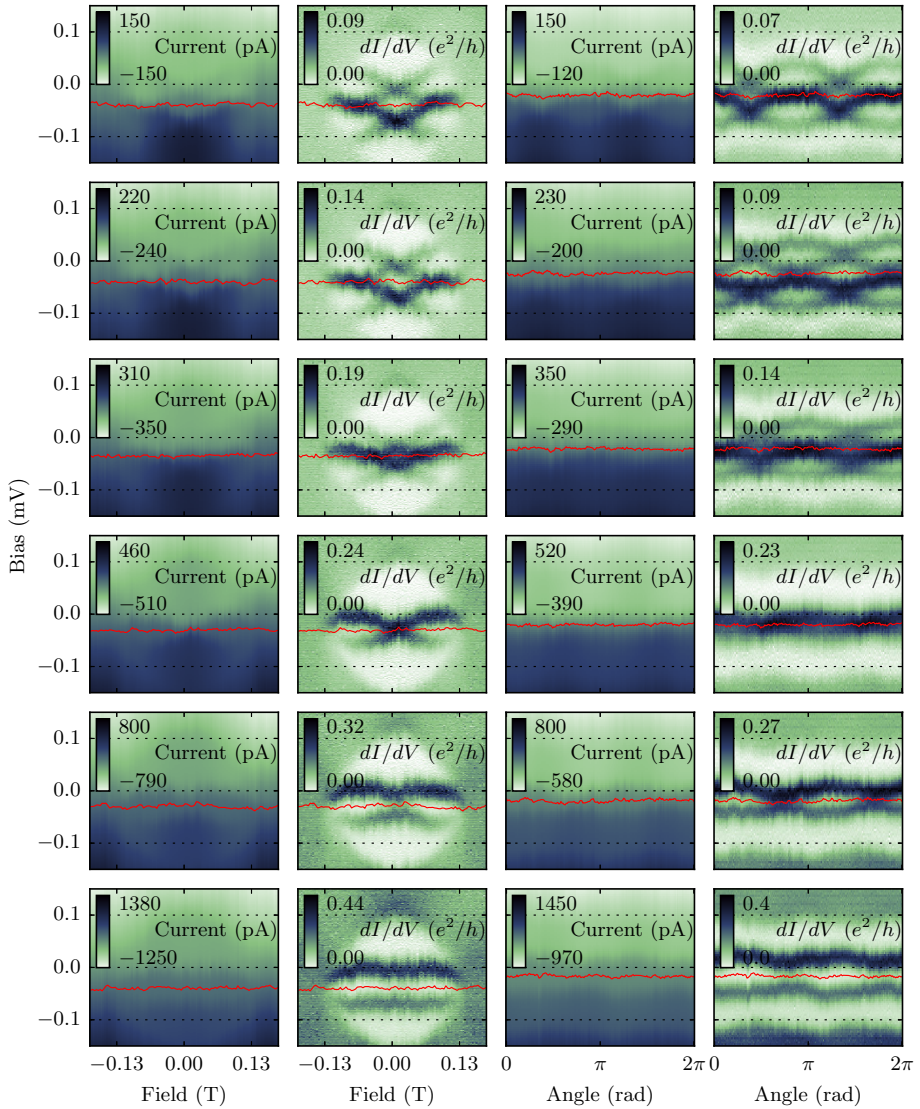 0.1
0.0
−0.1
150
Current (pA)
−150
0.09
dI/dV (e²/h)
0.00
150
Current (pA)
−120
0.07
dI/dV (e²/h)
0.00
0.1
0.0
−0.1
220
Current (pA)
−240
0.14
dI/dV (e²/h)
0.00
230
Current (pA)
−200
0.09
dI/dV (e²/h)
0.00
0.1
0.0
−0.1
310
Current (pA)
−350
0.19
dI/dV (e²/h)
0.00
350
Current (pA)
−290
0.14
dI/dV (e²/h)
0.00
Bias (mV)
0.1
0.0
−0.1
460
Current (pA)
−510
0.24
dI/dV (e²/h)
0.00
520
Current (pA)
−390
0.23
dI/dV (e²/h)
0.00
0.1
0.0
−0.1
800
Current (pA)
−790
0.32
dI/dV (e²/h)
0.00
800
Current (pA)
−580
0.27
dI/dV (e²/h)
0.00
0.1
0.0
−0.1
1380
Current (pA)
−1250
0.44
dI/dV (e²/h)
0.00
1450
Current (pA)
−970
0.4
dI/dV (e²/h)
0.0
−0.13 0.00 0.13
−0.13 0.00 0.13
0 π 2π
0 π 2π
Field (T)
Field (T)
Angle (rad)
Angle (rad)